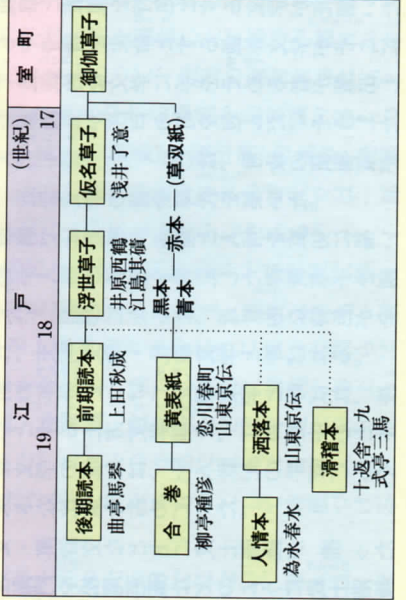 室町
江戸
(世紀)
17
18
19
御伽草子
仮名草子
浅井了意
浮世草子
井原西鶴
江島其磧
前期読本
上田秋成
後期読本
曲亭馬琴
(草双紙)
赤本
黒本
青本
黄表紙
恋川春町
山東京伝
合巻
柳亭種彦
洒落本
山東京伝
人情本
為永春水
滑稽本
十返舎一九
式亭三馬